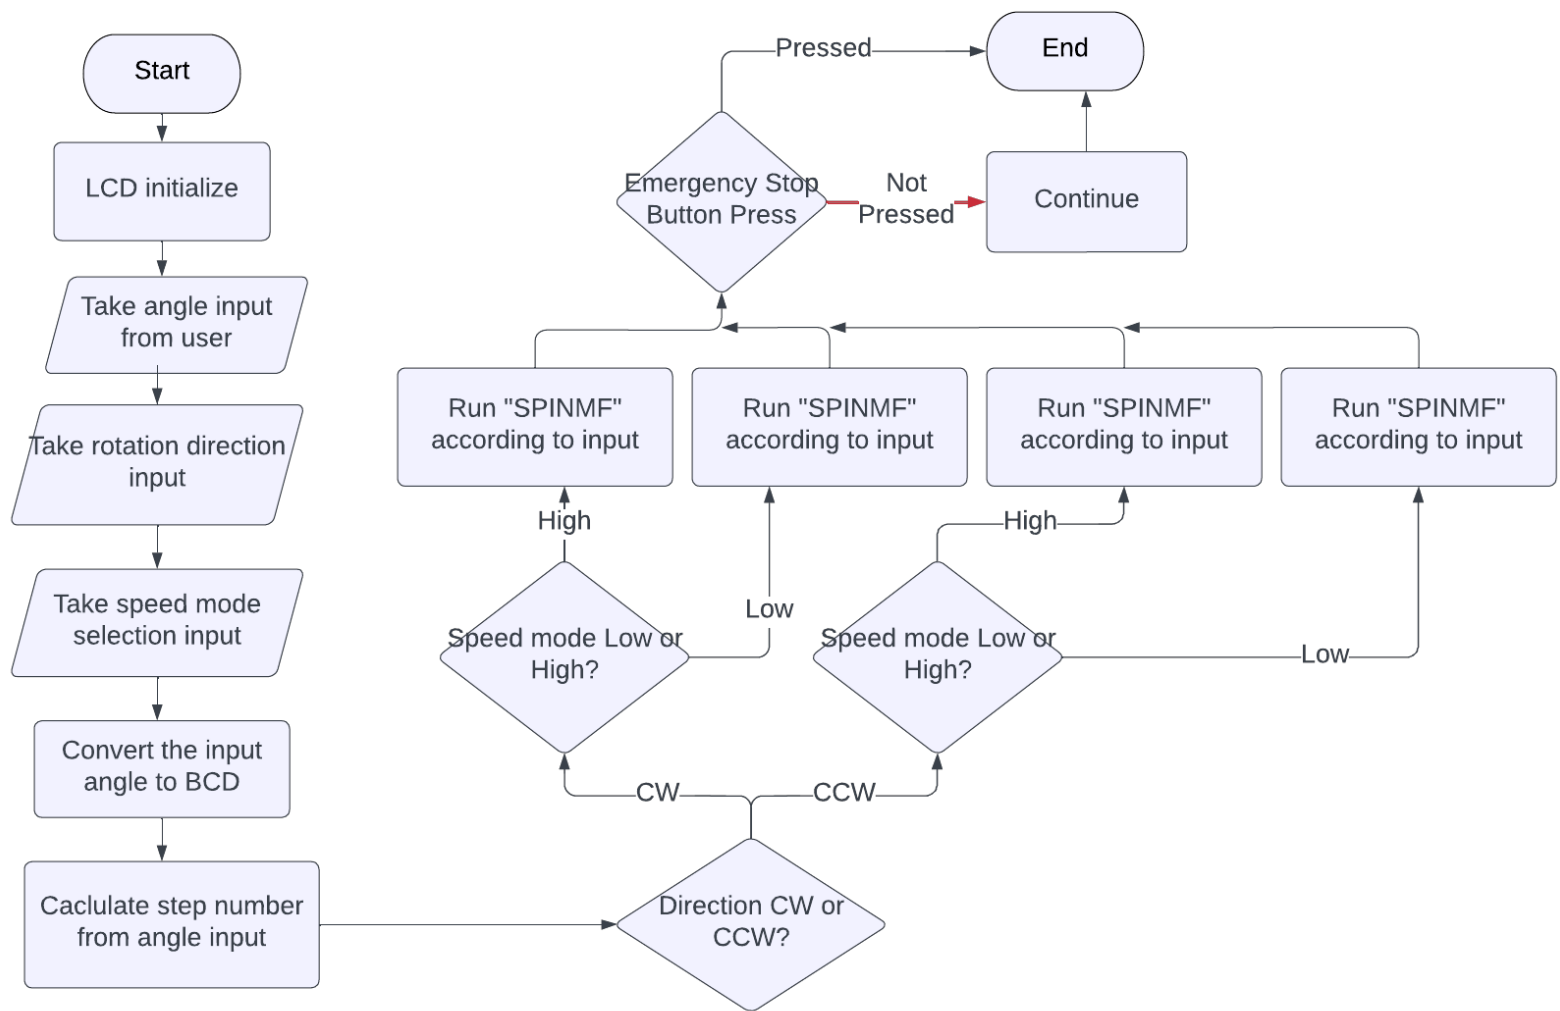 Start
LCD initialize
Take angle input
from user
Take rotation direction
input
Take speed mode
selection input
Convert the input
angle to BCD
Caclulate step number
from angle input
Direction CW or
CCW?
CW
CCW
Speed mode Low or
High?
High
Low
Speed mode Low or
High?
High
Low
Run "SPINMF"
according to input
Run "SPINMF"
according to input
Run "SPINMF"
according to input
Run "SPINMF"
according to input
Emergency Stop
Button Press
Pressed
Not
Pressed
Continue
End